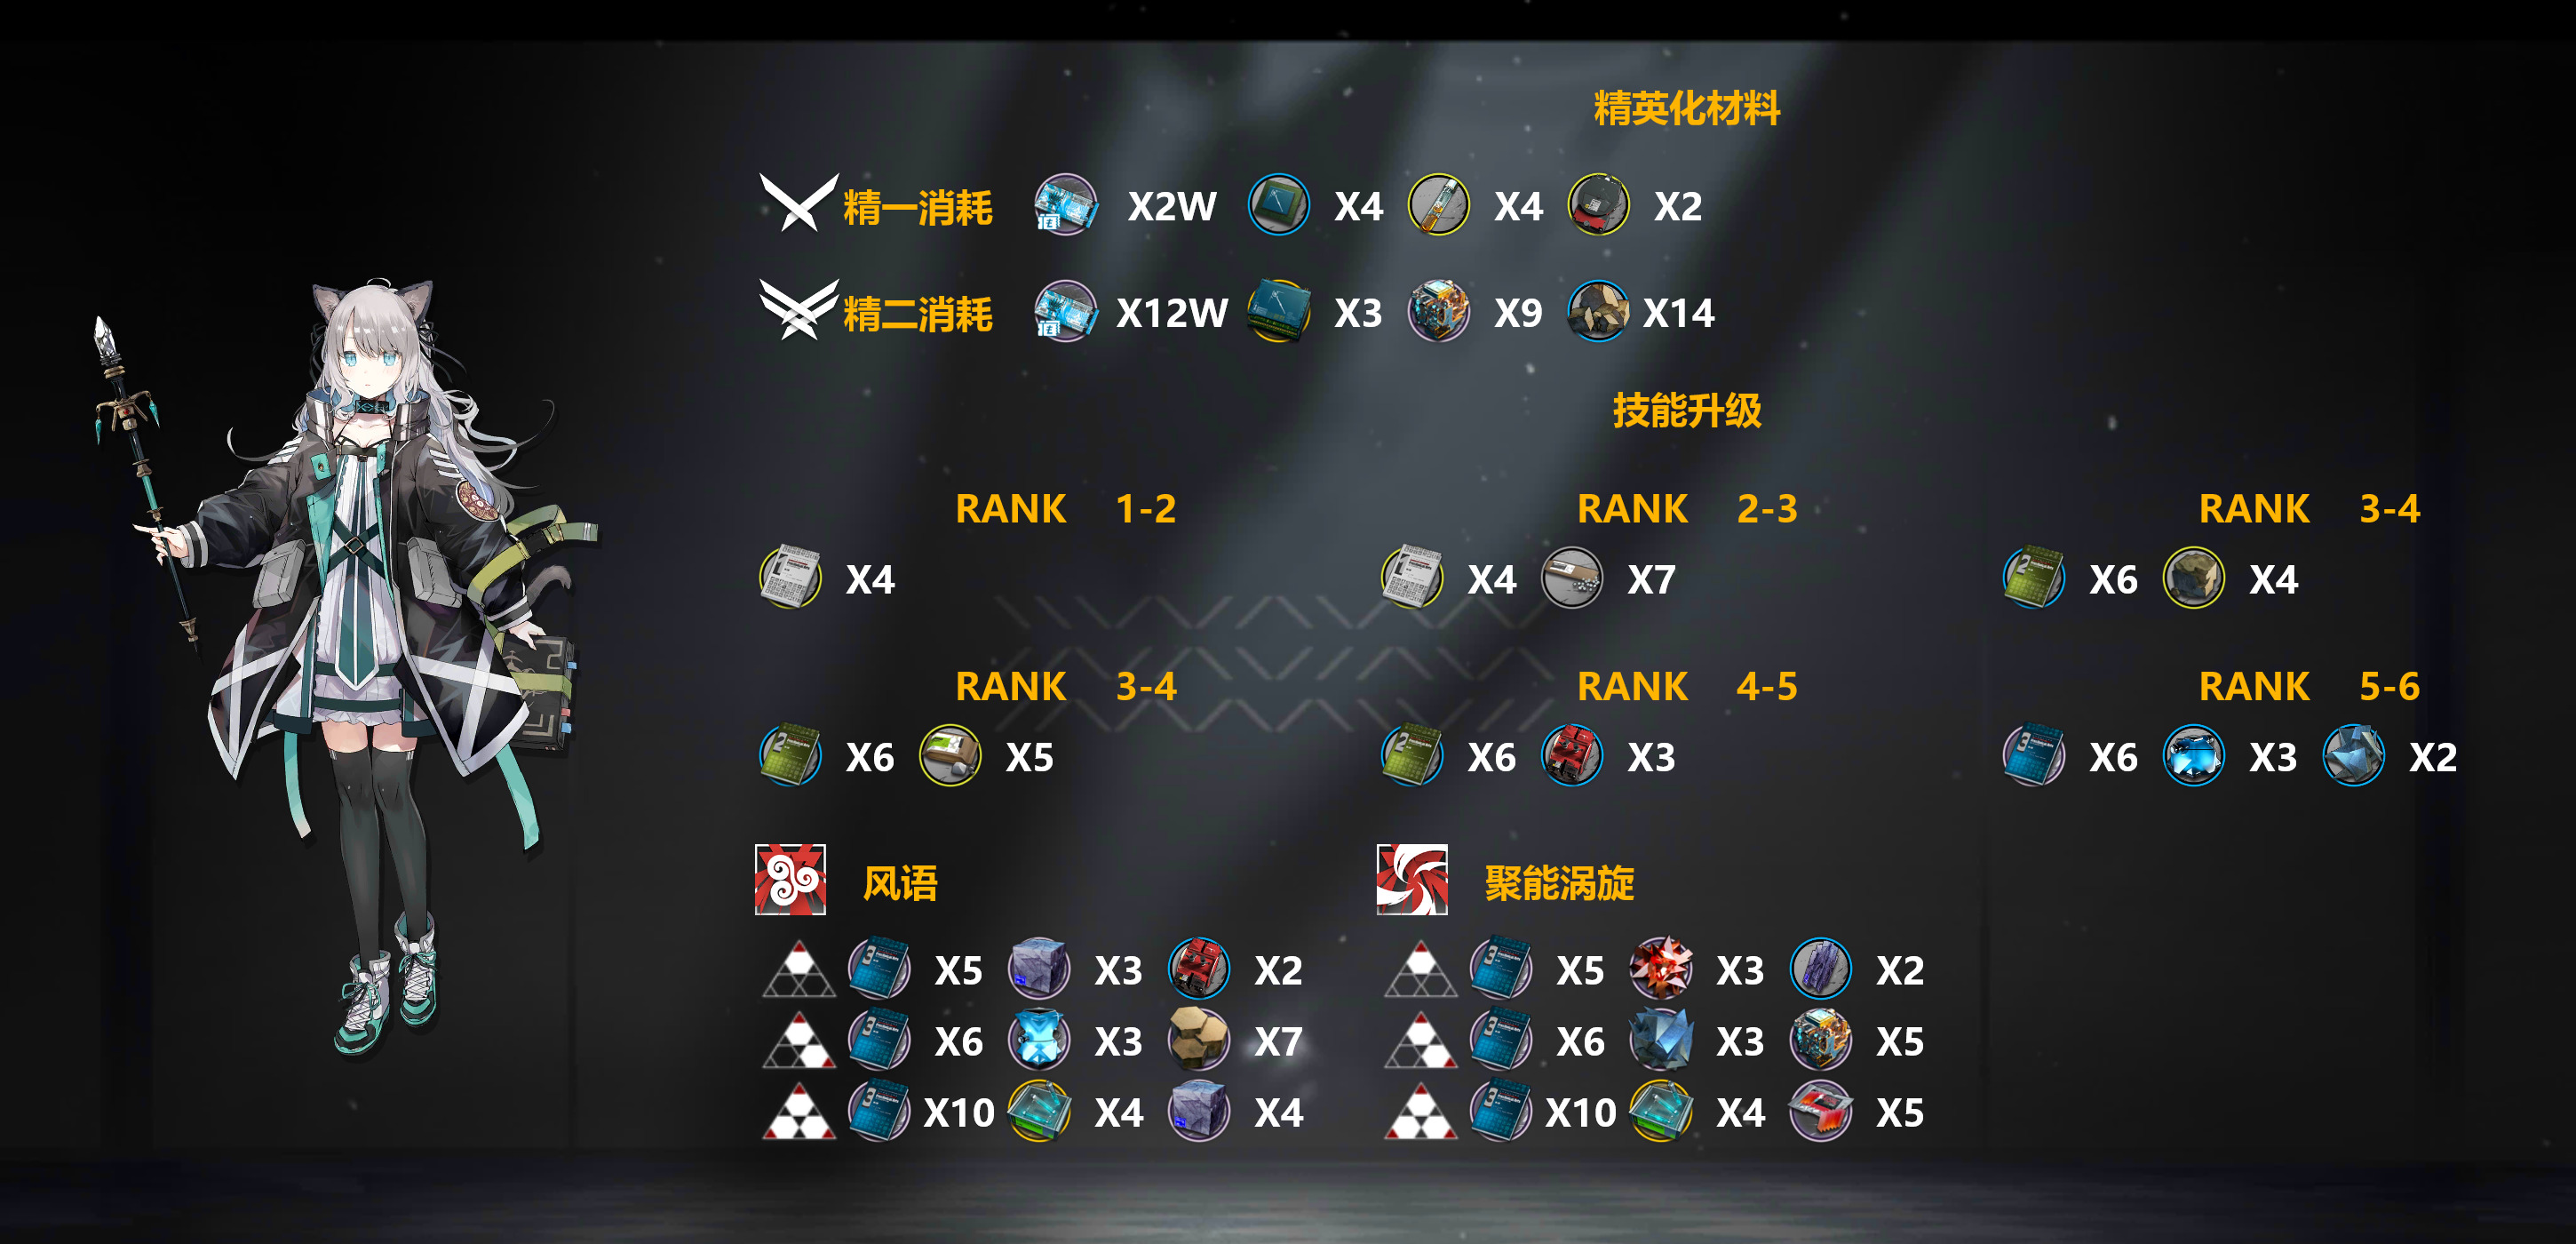 精英化材料
精一消耗 X2W X4 X4 X2
精二消耗 X12W X3 X9 X14
技能升级
RANK 1-2 RANK 2-3 RANK 3-4
X4 X4 X7 X6 X4
RANK 3-4 RANK 4-5 RANK 5-6
X6 X5 X6 X3 X6 X3 X2
风语 聚能涡旋
X5 X3 X2 X5 X3 X2
X6 X3 X7 X6 X3 X5
X10 X4 X4 X10 X4 X5